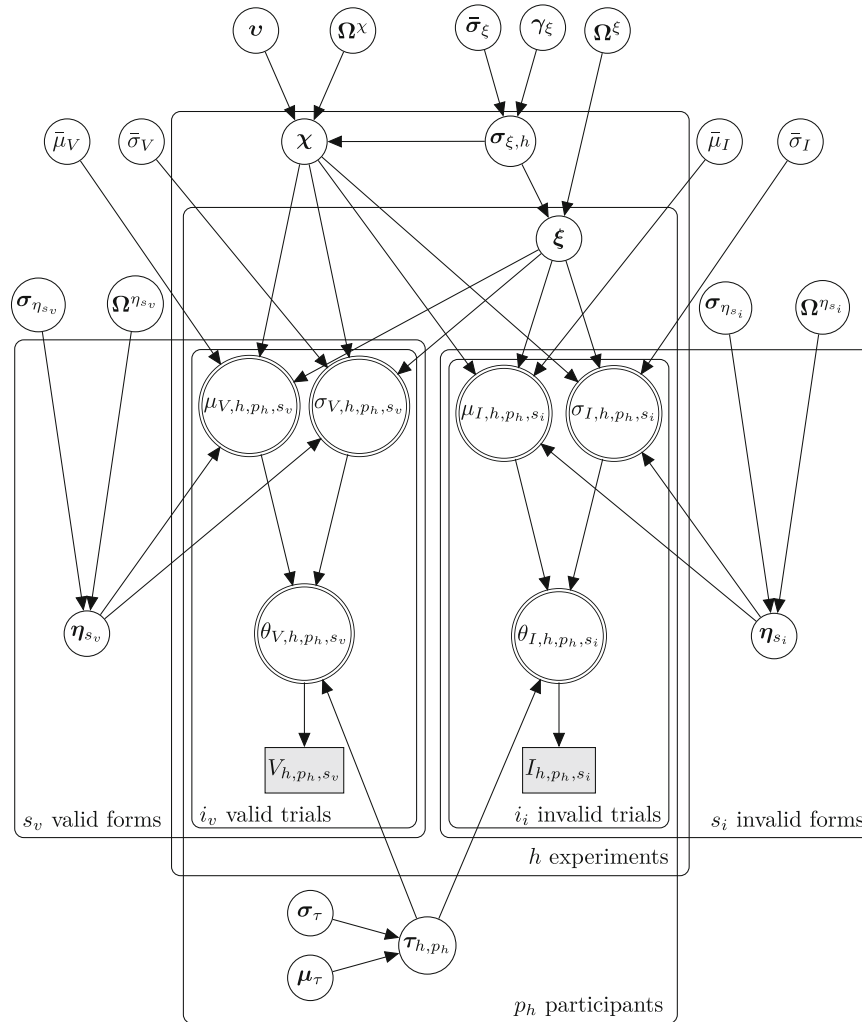 υ Ω^χ σ̄_ξ γ_ξ Ω^ξ
μ̄_V σ̄_V χ σ_{ξ,h} μ̄_I σ̄_I
ξ
σ_{η_{s_v}} Ω^{η_{s_v}} σ_{η_{s_i}} Ω^{η_{s_i}}
μ_{V,h,p_h,s_v} σ_{V,h,p_h,s_v} μ_{I,h,p_h,s_i} σ_{I,h,p_h,s_i}
η_{s_v} θ_{V,h,p_h,s_v} θ_{I,h,p_h,s_i} η_{s_i}
V_{h,p_h,s_v} I_{h,p_h,s_i}
s_v valid forms i_v valid trials i_i invalid trials s_i invalid forms
h experiments
σ_τ
τ_{h,p_h}
μ_τ
p_h participants